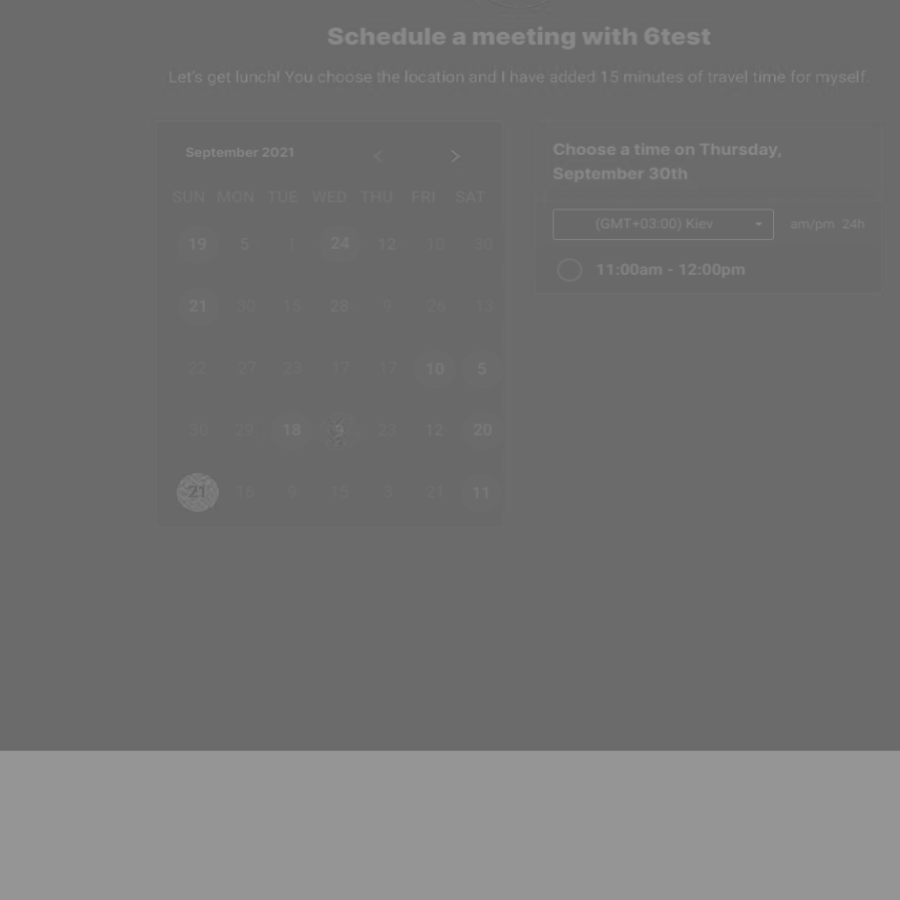 Schedule a meeting with 6test
Let's get lunch! You choose the location and I have added 15 minutes of travel time for myself.
September 2021
SUN MON TUE WED THU FRI SAT
19 5 1 24 12 10 30
21 30 15 28 9 26 13
22 27 23 17 17 10 5
30 29 18 9 23 12 20
21 16 9 15 3 21 11
Choose a time on Thursday,
September 30th
(GMT+03:00) Kiev
am/pm 24h
11:00am - 12:00pm